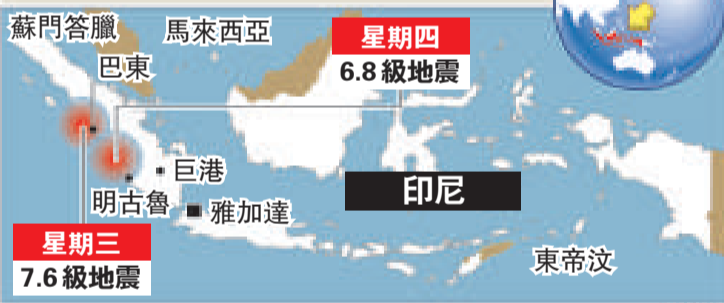 蘇門答臘
馬來西亞
星期四
6.8級地震
巴東
巨港
明古魯
雅加達
印尼
星期三
7.6級地震
東帝汶